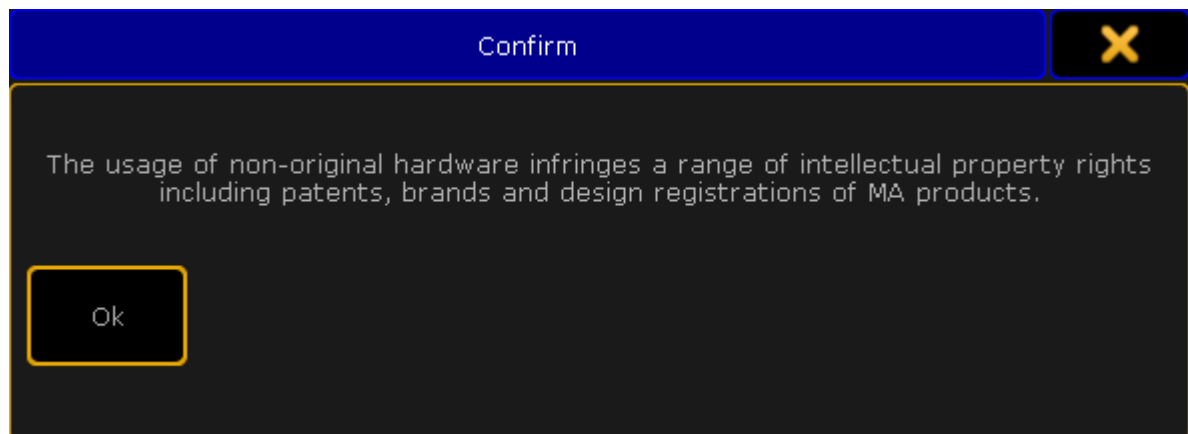 Confirm
The usage of non-original hardware infringes a range of intellectual property rights
including patents, brands and design registrations of MA products.
Ok